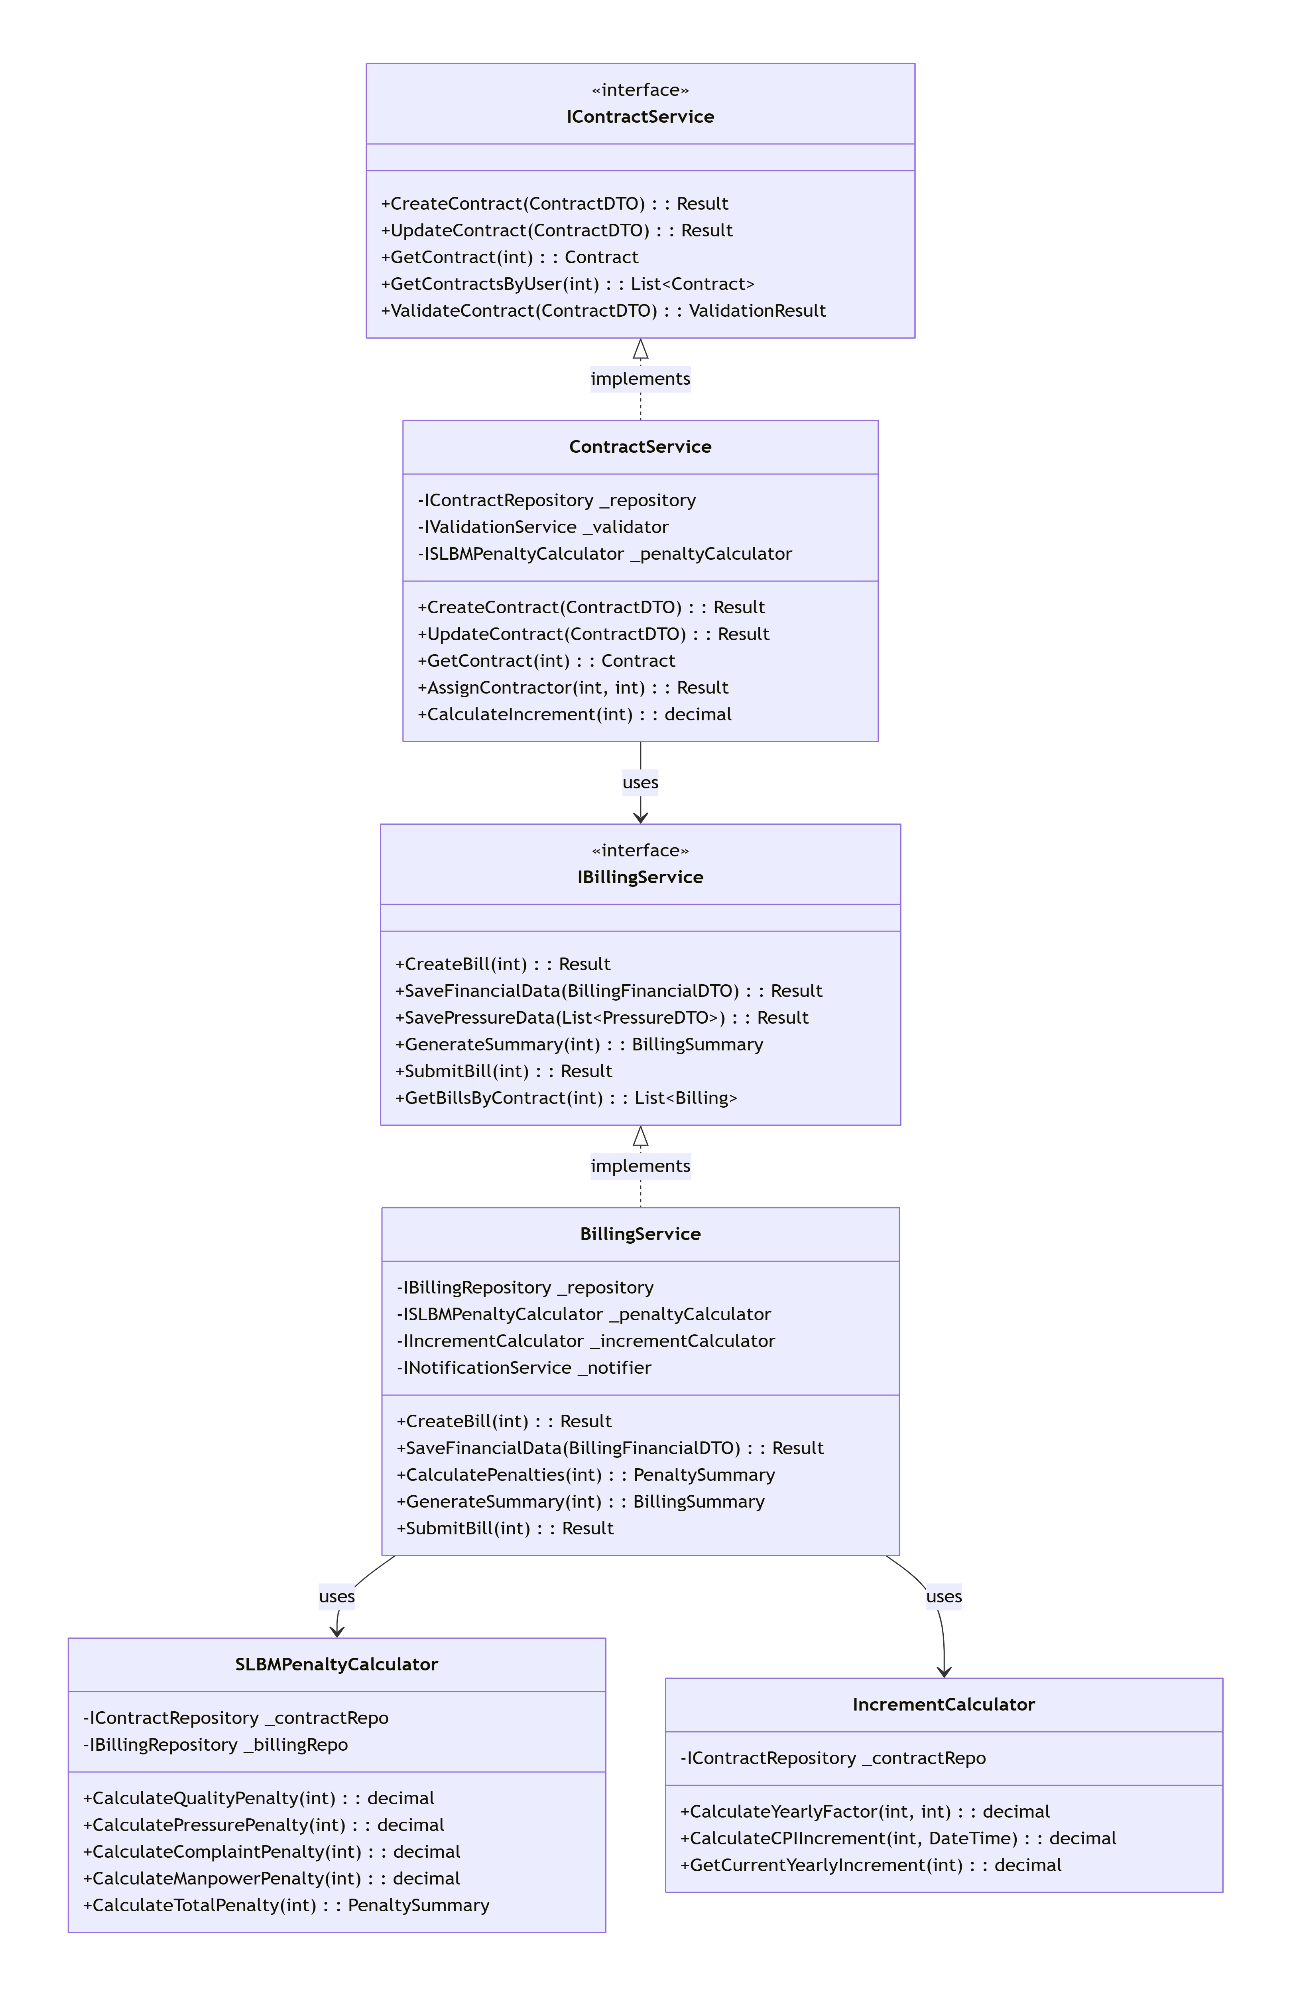 «interface»
IContractService
+CreateContract(ContractDTO) : : Result
+UpdateContract(ContractDTO) : : Result
+GetContract(int) : : Contract
+GetContractsByUser(int) : : List<Contract>
+ValidateContract(ContractDTO) : : ValidationResult
implements
ContractService
-IContractRepository _repository
-IValidationService _validator
-ISLBMPenaltyCalculator _penaltyCalculator
+CreateContract(ContractDTO) : : Result
+UpdateContract(ContractDTO) : : Result
+GetContract(int) : : Contract
+AssignContractor(int, int) : : Result
+CalculateIncrement(int) : : decimal
uses
«interface»
IBillingService
+CreateBill(int) : : Result
+SaveFinancialData(BillingFinancialDTO) : : Result
+SavePressureData(List<PressureDTO>) : : Result
+GenerateSummary(int) : : BillingSummary
+SubmitBill(int) : : Result
+GetBillsByContract(int) : : List<Billing>
implements
BillingService
-IBillingRepository _repository
-ISLBMPenaltyCalculator _penaltyCalculator
-IIncrementCalculator _incrementCalculator
-INotificationService _notifier
+CreateBill(int) : : Result
+SaveFinancialData(BillingFinancialDTO) : : Result
+CalculatePenalties(int) : : PenaltySummary
+GenerateSummary(int) : : BillingSummary
+SubmitBill(int) : : Result
uses
uses
SLBMPenaltyCalculator
-IContractRepository _contractRepo
-IBillingRepository _billingRepo
+CalculateQualityPenalty(int) : : decimal
+CalculatePressurePenalty(int) : : decimal
+CalculateComplaintPenalty(int) : : decimal
+CalculateManpowerPenalty(int) : : decimal
+CalculateTotalPenalty(int) : : PenaltySummary
IncrementCalculator
-IContractRepository _contractRepo
+CalculateYearlyFactor(int, int) : : decimal
+CalculateCPIIncrement(int, DateTime) : : decimal
+GetCurrentYearlyIncrement(int) : : decimal